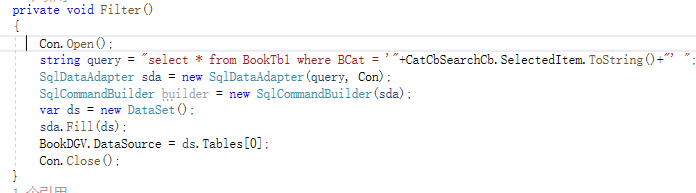 private void Filter()
{
Con.Open();
string query = "select * from BookTbl where BCat = '"+CatCbSearchCb.SelectedItem.ToString()+"' ";
SqlDataAdapter sda = new SqlDataAdapter(query, Con);
SqlCommandBuilder builder = new SqlCommandBuilder(sda);
var ds = new DataSet();
sda.Fill(ds);
BookDGV.DataSource = ds.Tables[0];
Con.Close();
}
1 个引用